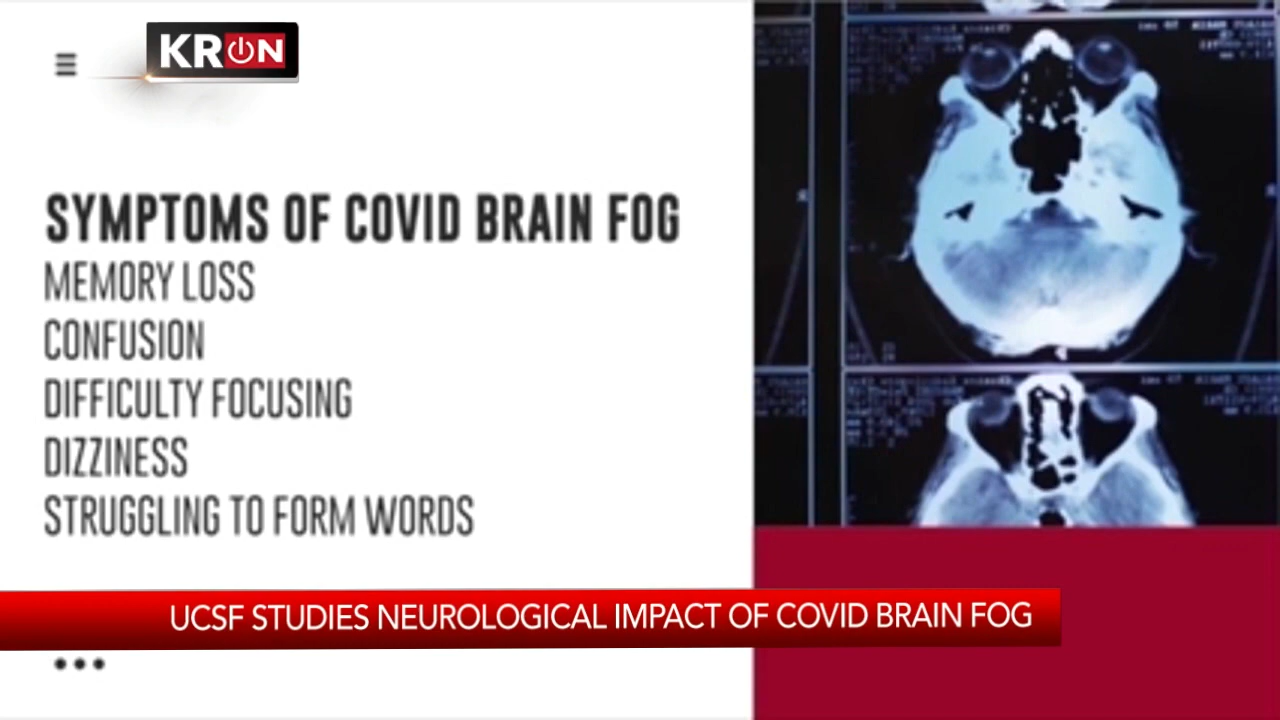 KRON
SYMPTOMS OF COVID BRAIN FOG
MEMORY LOSS
CONFUSION
DIFFICULTY FOCUSING
DIZZINESS
STRUGGLING TO FORM WORDS
UCSF STUDIES NEUROLOGICAL IMPACT OF COVID BRAIN FOG